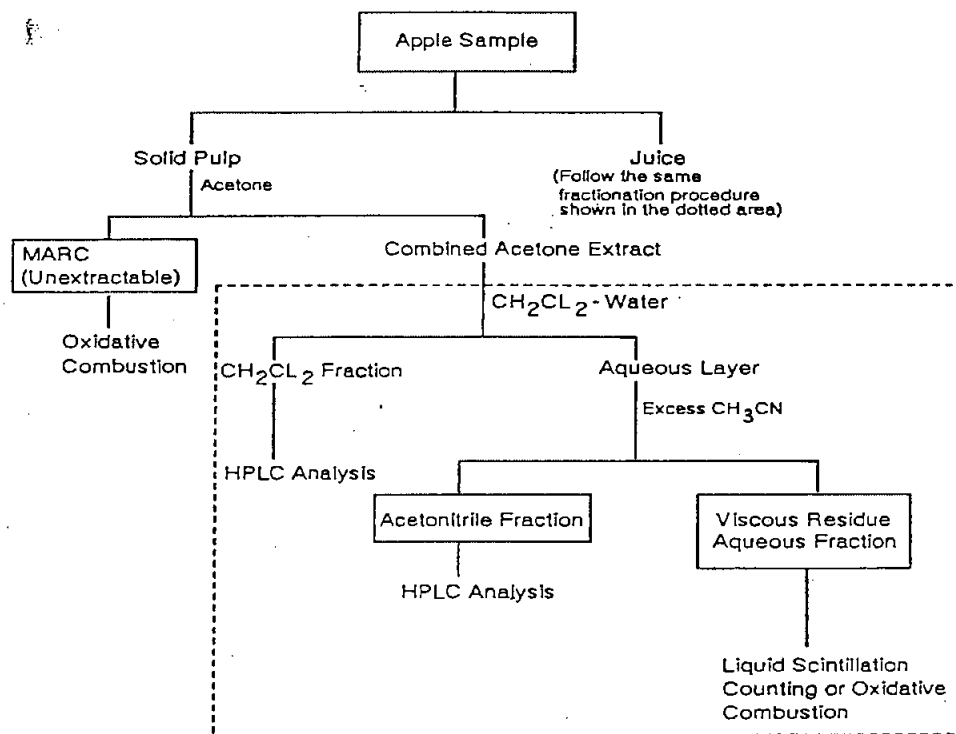 Apple Sample
Solid Pulp
Acetone
Juice
(Follow the same
fractionation procedure
shown in the dotted area)
MARC
(Unextractable)
Combined Acetone Extract
CH2CL2 - Water
Oxidative
Combustion
CH2CL2 Fraction
Aqueous Layer
Excess CH3CN
HPLC Analysis
Acetonitrile Fraction
Viscous Residue
Aqueous Fraction
HPLC Analysis
Liquid Scintillation
Counting or Oxidative
Combustion